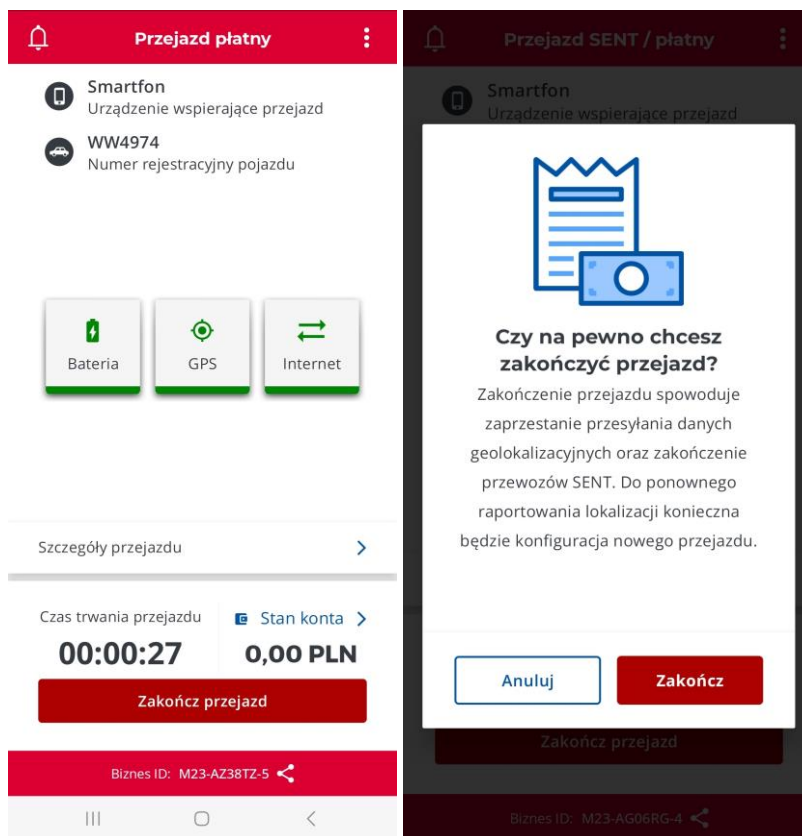 Przejazd płatny
Smartfon
Urządzenie wspierające przejazd
WW4974
Numer rejestracyjny pojazdu
Bateria
GPS
Internet
Szczegóły przejazdu
Czas trwania przejazdu
00:00:27
Stan konta
0,00 PLN
Zakończ przejazd
Biznes ID: M23-AZ38TZ-5
Przejazd SENT / płatny
Smartfon
Urządzenie wspierające przejazd
Czy na pewno chcesz
zakończyć przejazd?
Zakończenie przejazdu spowoduje
zaprzestanie przesyłania danych
geolokalizacyjnych oraz zakończenie
przewozów SENT. Do ponownego
raportowania lokalizacji konieczna
będzie konfiguracja nowego przejazdu.
Anuluj
Zakończ
Zakończ przejazd
Biznes ID: M23-AG06RG-4